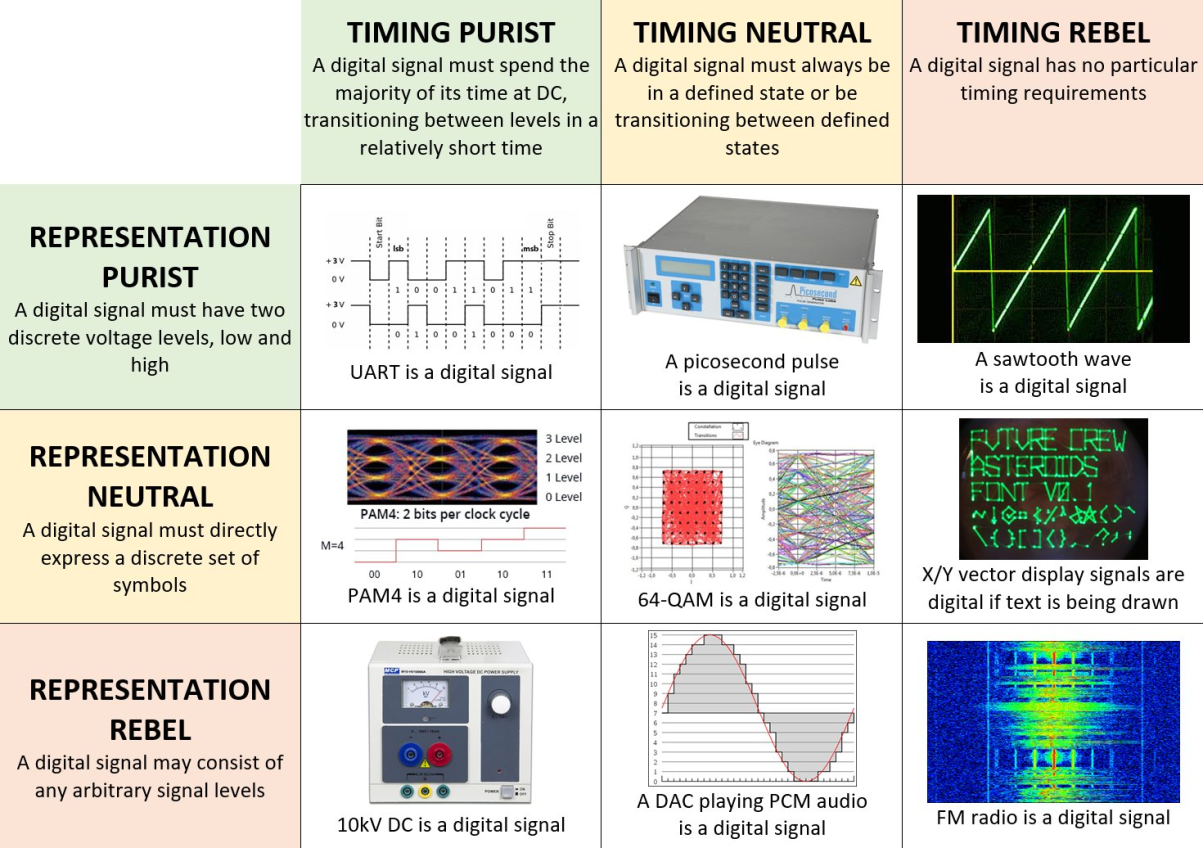 TIMING PURIST
A digital signal must spend the
majority of its time at DC,
transitioning between levels in a
relatively short time
TIMING NEUTRAL
A digital signal must always be
in a defined state or be
transitioning between defined
states
TIMING REBEL
A digital signal has no particular
timing requirements
REPRESENTATION
PURIST
A digital signal must have two
discrete voltage levels, low and
high
Start Bit
lsb
msb
Stop Bit
+3 V
0 V
1 0 0 1 0 1 1
+3 V
0 V
0 1 0 1 0 0 0 0
UART is a digital signal
Picosecond
Pulse Labs
A picosecond pulse
is a digital signal
A sawtooth wave
is a digital signal
REPRESENTATION
NEUTRAL
A digital signal must directly
express a discrete set of
symbols
3 Level
2 Level
1 Level
0 Level
PAM4: 2 bits per clock cycle
M=4
00 10 01 10 11
PAM4 is a digital signal
Constellation
Transitions
Eye Diagram
Amplitude
Time
64-QAM is a digital signal
FUTURE CREW
ASTEROIDS
FONT V0.1
X/Y vector display signals are
digital if text is being drawn
REPRESENTATION
REBEL
A digital signal may consist of
any arbitrary signal levels
MCP
HIGH VOLTAGE DC POWER SUPPLY
kV
POWER
ON
OFF
10kV DC is a digital signal
15
14
13
12
11
10
9
8
7
6
5
4
3
2
1
0
A DAC playing PCM audio
is a digital signal
FM radio is a digital signal